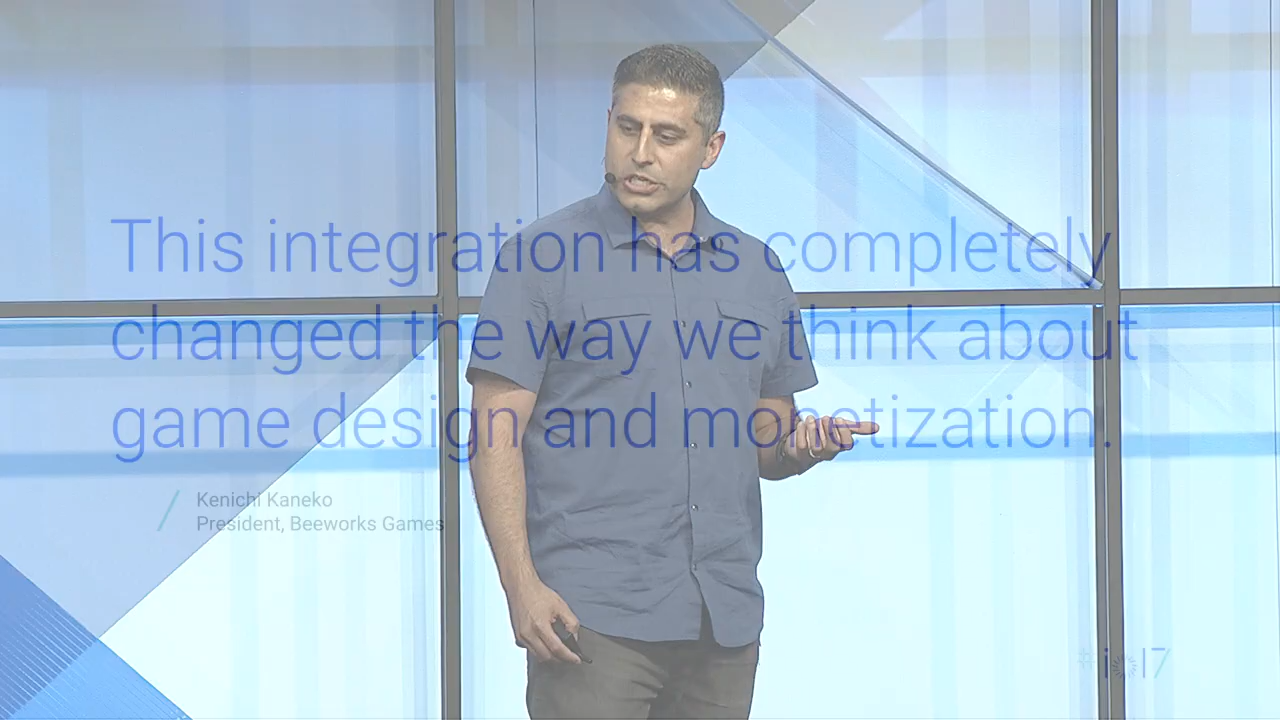 This integration has completely
changed the way we think about
game design and monetization.
Kenichi Kaneko
President, Beeworks Games
#io17